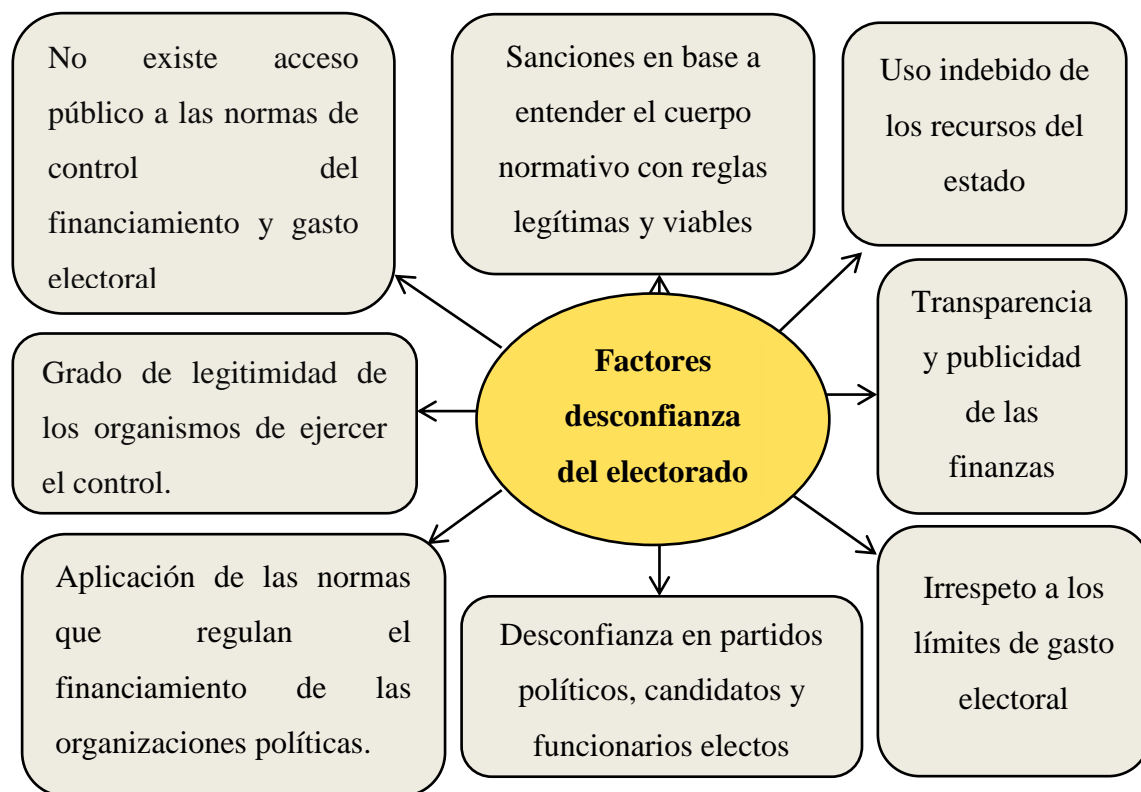 No existe acceso
público a las normas de
control del
financiamiento y gasto
electoral
Sanciones en base a
entender el cuerpo
normativo con reglas
legítimas y viables
Uso indebido de
los recursos del
estado
Grado de legitimidad de
los organismos de ejercer
el control.
Factores
desconfianza
del electorado
Transparencia
y publicidad
de las
finanzas
Aplicación de las normas
que regulan el
financiamiento de las
organizaciones políticas.
Desconfianza en partidos
políticos, candidatos y
funcionarios electos
Irrespeto a los
límites de gasto
electoral